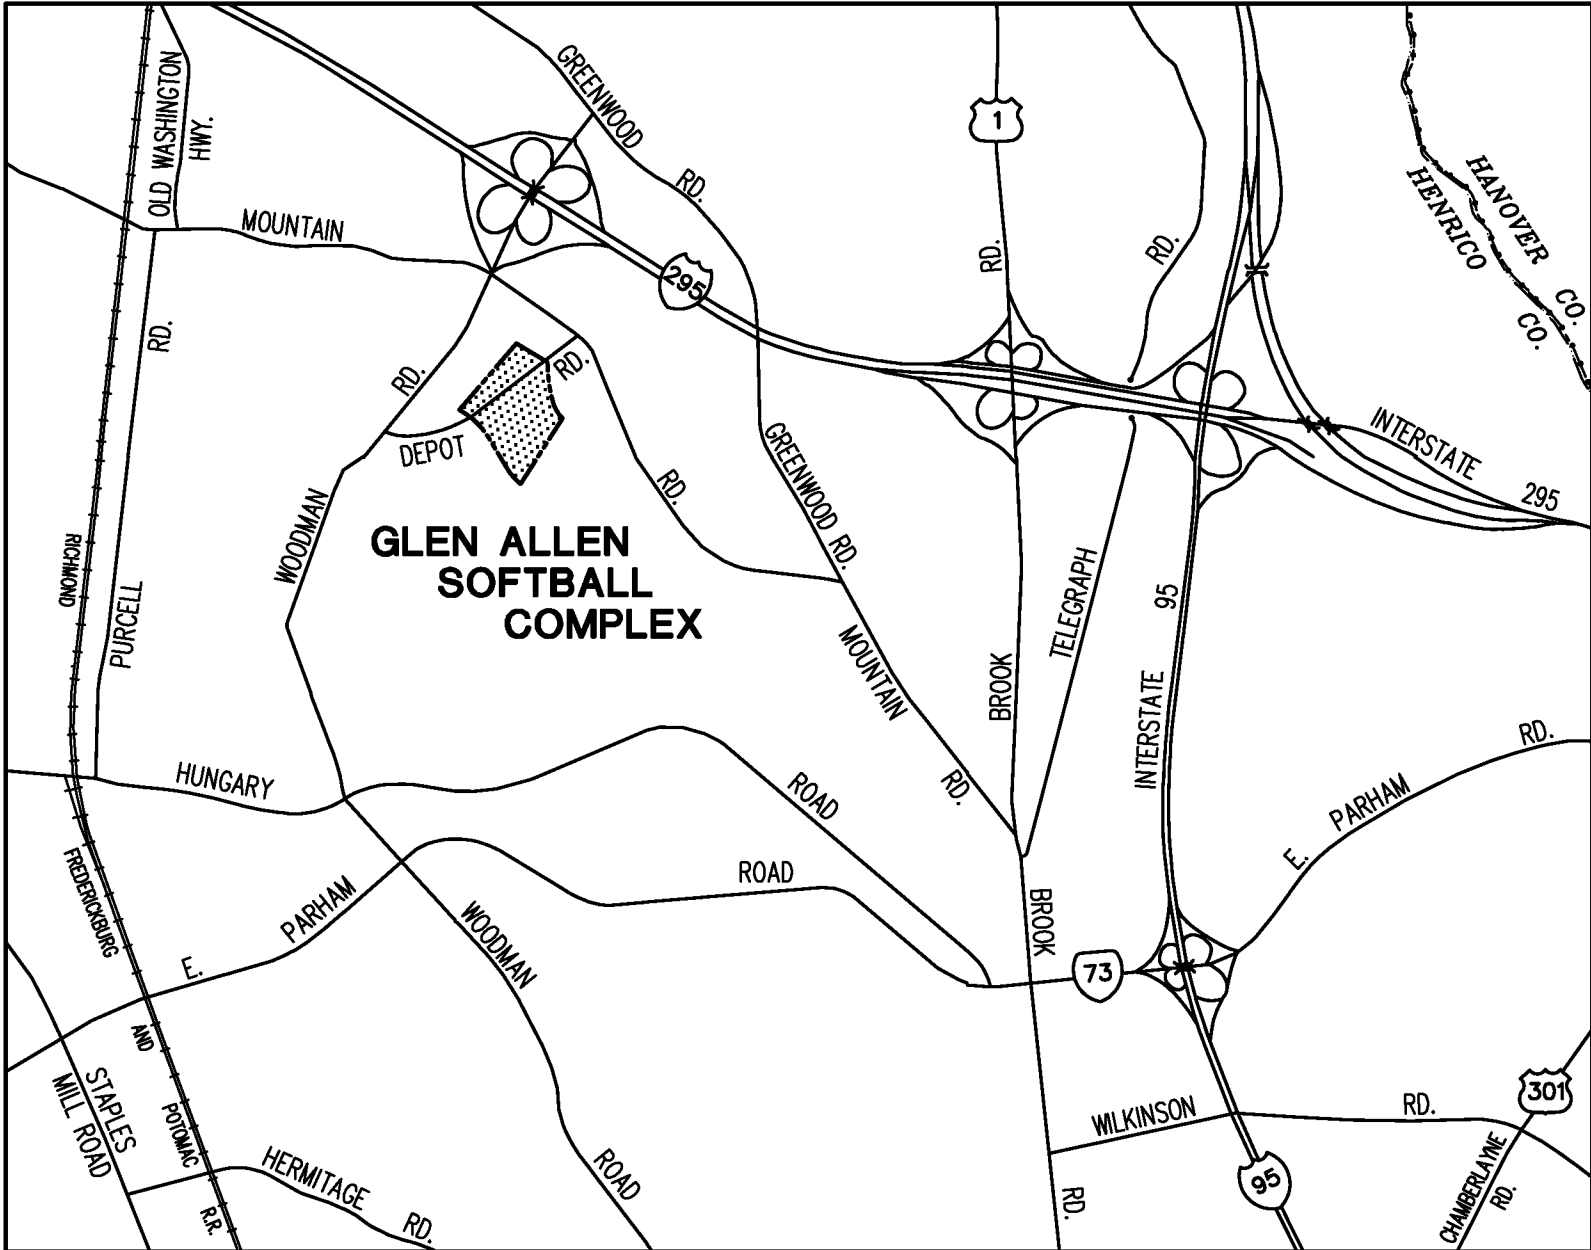 OLD WASHINGTON
HWY.
GREENWOOD
RD.
1
HANOVER CO.
HENRICO CO.
MOUNTAIN
RD.
RD.
295
RD.
RD.
RD.
DEPOT
INTERSTATE
295
GREENWOOD RD.
RD.
WOODMAN
GLEN ALLEN
SOFTBALL
COMPLEX
RICHMOND
PURCELL
TELEGRAPH
95
INTERSTATE
BROOK
MOUNTAIN
RD.
HUNGARY
ROAD
RD.
PARHAM
E.
FREDERICKBURG
ROAD
PARHAM
E.
WOODMAN
BROOK
73
AND
STAPLES
MILL ROAD
POTOMAC
R.R.
HERMITAGE
RD.
ROAD
WILKINSON
RD.
301
95
RD.
CHAMBERLAYNE
RD.